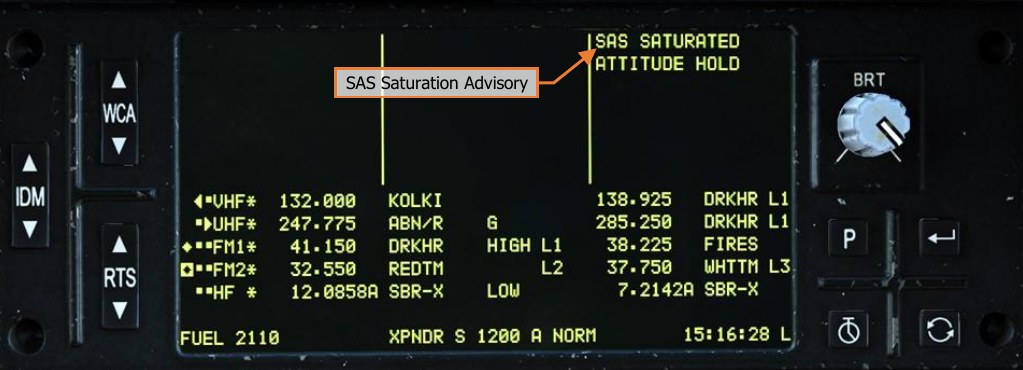 SAS SATURATED
ATTITUDE HOLD
SAS Saturation Advisory
BRT
WCA
IDM
RTS
VHF* 132.000 KOLKI 138.925 DRKHR L1
UHF* 247.775 ABN/R G 285.250 DRKHR L1
FM1* 41.150 DRKHR HIGH L1 38.225 FIRES
FM2* 32.550 REDTM L2 37.750 WHTTM L3
HF * 12.0858A SBR-X LOW 7.2142A SBR-X
P
FUEL 2110 XPNDR S 1200 A NORM 15:16:28 L